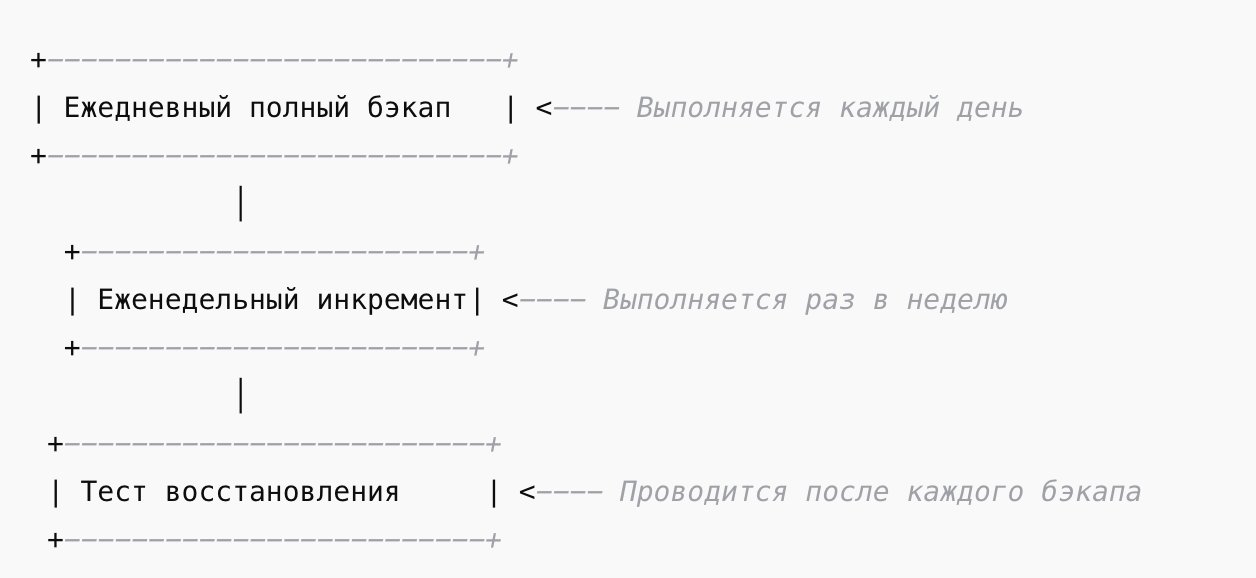 +---------------------------+
| Ежедневный полный бэкап   | <---- Выполняется каждый день
+---------------------------+
            |
  +-----------------------+
  | Еженедельный инкремент| <---- Выполняется раз в неделю
  +-----------------------+
            |
 +-------------------------+
 | Тест восстановления     | <---- Проводится после каждого бэкапа
 +-------------------------+